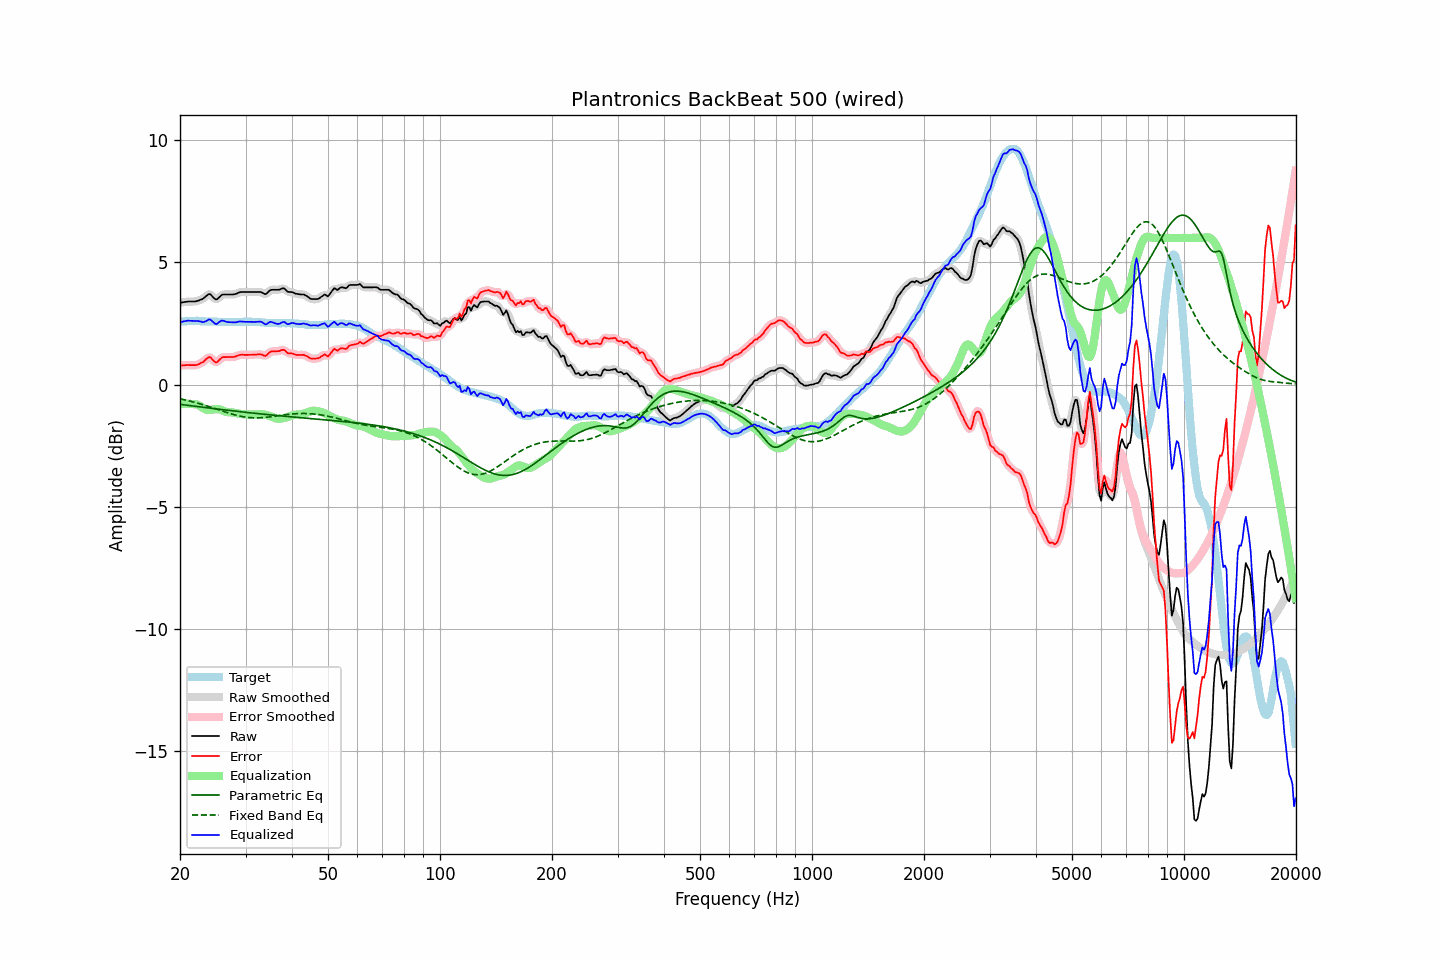 Plantronics BackBeat 500 (wired)
10
5
0
−5
−10
−15
Amplitude (dBr)
Target
Raw Smoothed
Error Smoothed
Raw
Error
Equalization
Parametric Eq
Fixed Band Eq
Equalized
20 50 100 200 500 1000 2000 5000 10000 20000
Frequency (Hz)